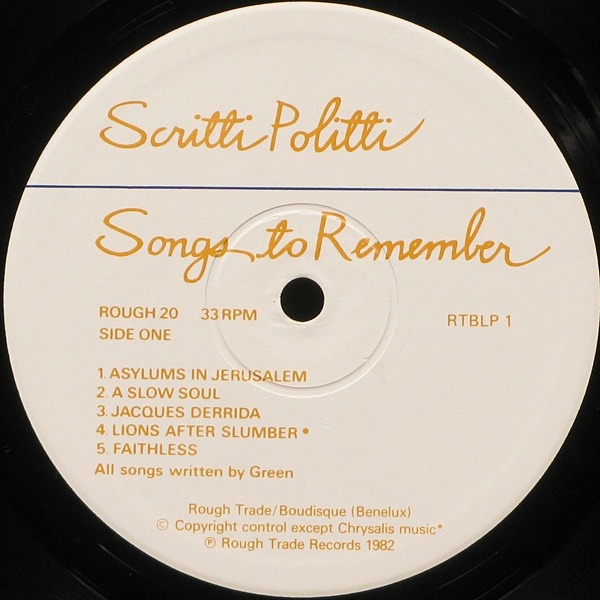 Scritti Politti
Songs to Remember
ROUGH 20 33 RPM
RTBLP 1
SIDE ONE
1. ASYLUMS IN JERUSALEM
2. A SLOW SOUL
3. JACQUES DERRIDA
4. LIONS AFTER SLUMBER •
5. FAITHLESS
All songs written by Green
Rough Trade/Boudisque (Benelux)
© Copyright control except Chrysalis music*
℗ Rough Trade Records 1982